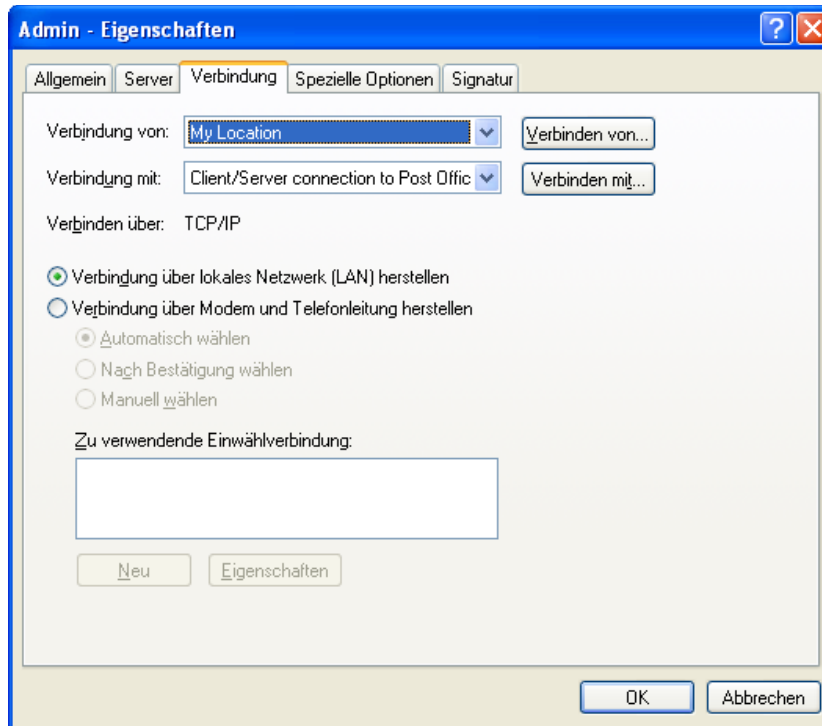 Admin - Eigenschaften
Allgemein Server Verbindung Spezielle Optionen Signatur
Verbindung von: My Location Verbinden von...
Verbindung mit: Client/Server connection to Post Offic Verbinden mit...
Verbinden über: TCP/IP
Verbindung über lokales Netzwerk (LAN) herstellen
Verbindung über Modem und Telefonleitung herstellen
Automatisch wählen
Nach Bestätigung wählen
Manuell wählen
Zu verwendende Einwählverbindung:
Neu Eigenschaften
OK Abbrechen